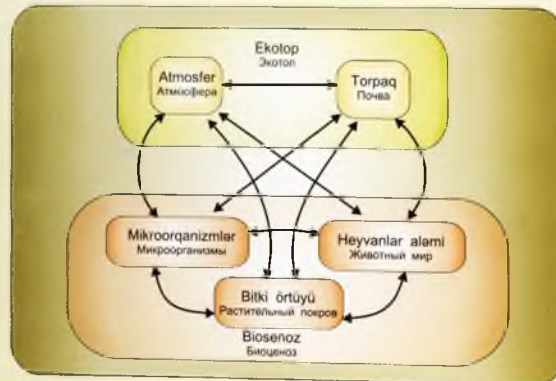 Ekotop
Экотоп
Atmosfer
Атмосфера
Torpaq
Почва
Mikroorqanizmlər
Микроорганизмы
Heyvanlar aləmi
Животный мир
Bitki örtüyü
Растительный покров
Biosenoz
Биоценоз